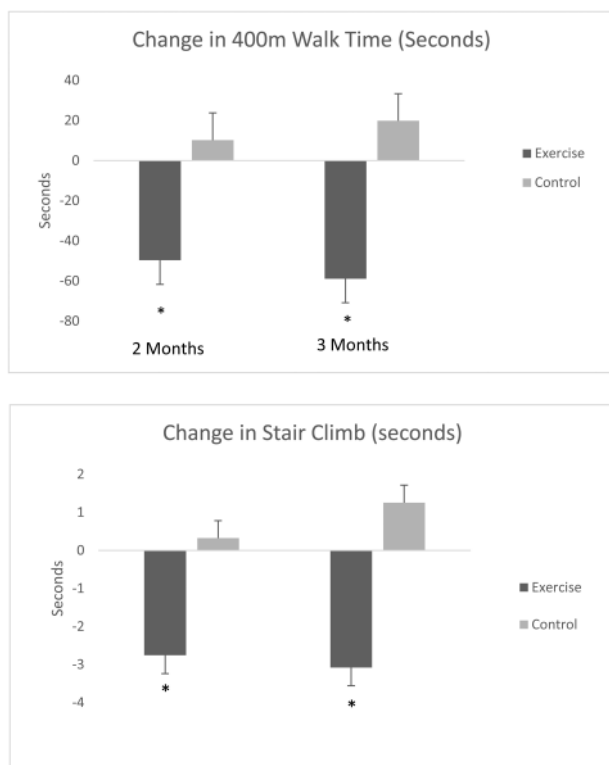 Change in 400m Walk Time (Seconds)
40
20
0
-20
-40
-60
-80
Seconds
Exercise
Control
*
*
2 Months
3 Months
Change in Stair Climb (seconds)
2
1
0
-1
-2
-3
-4
Seconds
Exercise
Control
*
*